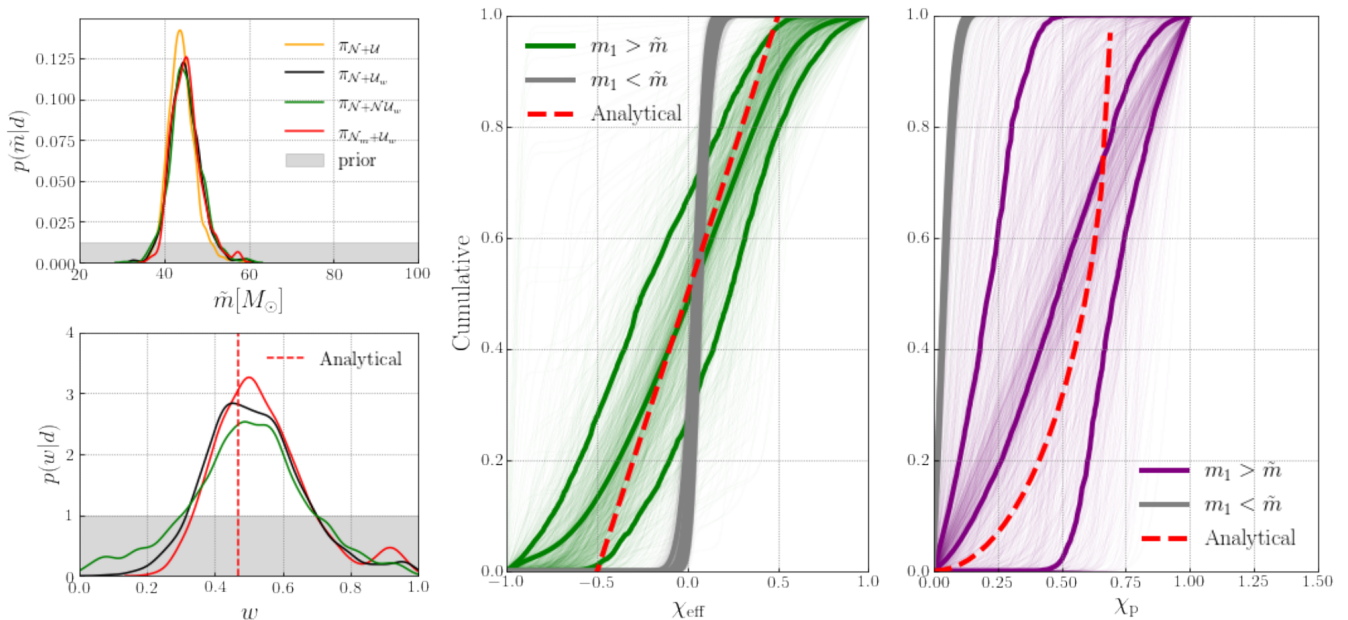 p(m̃|d)
0.125
0.100
0.075
0.050
0.125
0.000
20
40
60
80
100
m̃[M⊙]
π_{𝒩+𝒰}
π_{𝒩+𝒰_w}
π_{𝒩+𝒩𝒰_w}
π_{𝒩_m+𝒰_w}
prior
p(w|d)
4
3
2
1
0
0.0
0.2
0.4
0.6
0.8
1.0
w
Analytical
Cumulative
1.0
0.8
0.6
0.4
0.2
0.0
−1.0
−0.5
0.0
0.5
1.0
χ_eff
m₁ > m̃
m₁ < m̃
Analytical
1.0
0.8
0.6
0.4
0.2
0.0
0.00
0.25
0.50
0.75
1.00
1.25
1.50
χ_p
m₁ > m̃
m₁ < m̃
Analytical